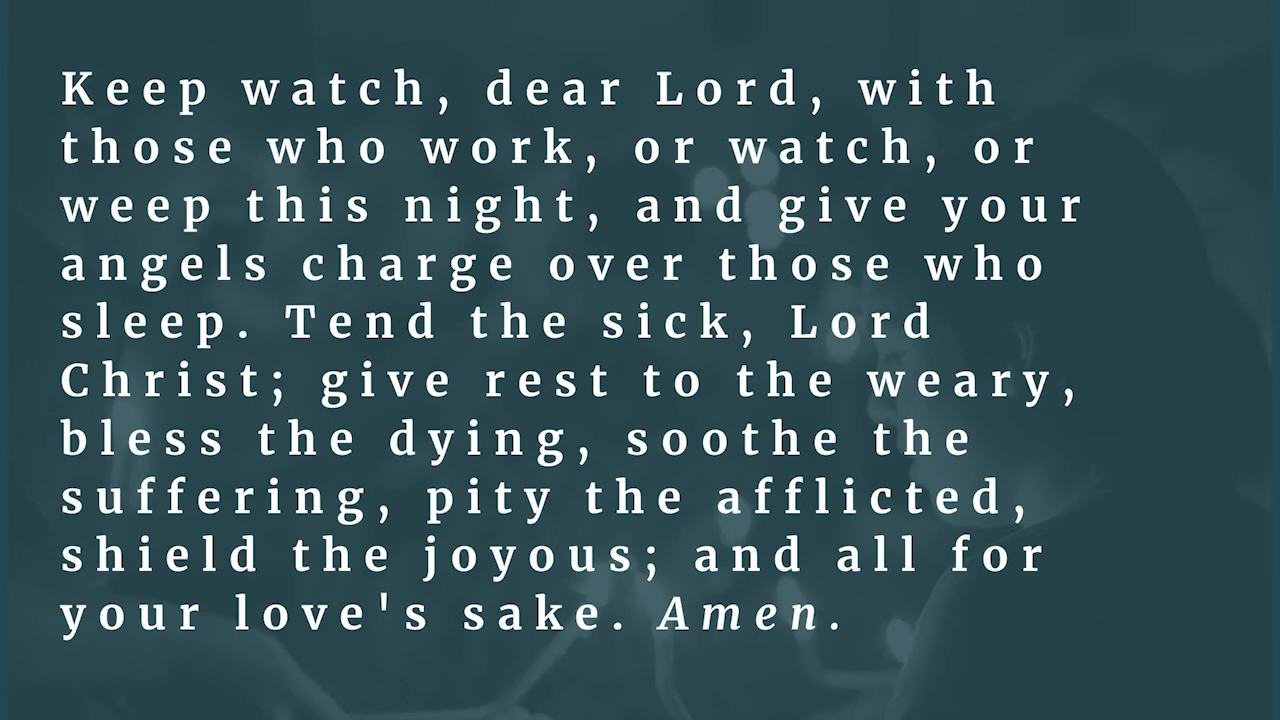 Keep watch, dear Lord, with
those who work, or watch, or
weep this night, and give your
angels charge over those who
sleep. Tend the sick, Lord
Christ; give rest to the weary,
bless the dying, soothe the
suffering, pity the afflicted,
shield the joyous; and all for
your love's sake. Amen.